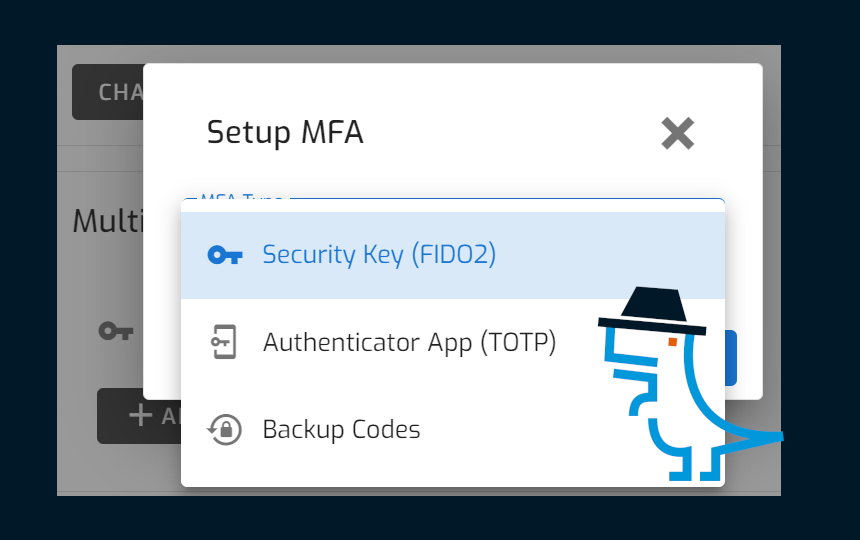 CHA
Setup MFA
MFA Type
Multi
Security Key (FIDO2)
Authenticator App (TOTP)
Backup Codes